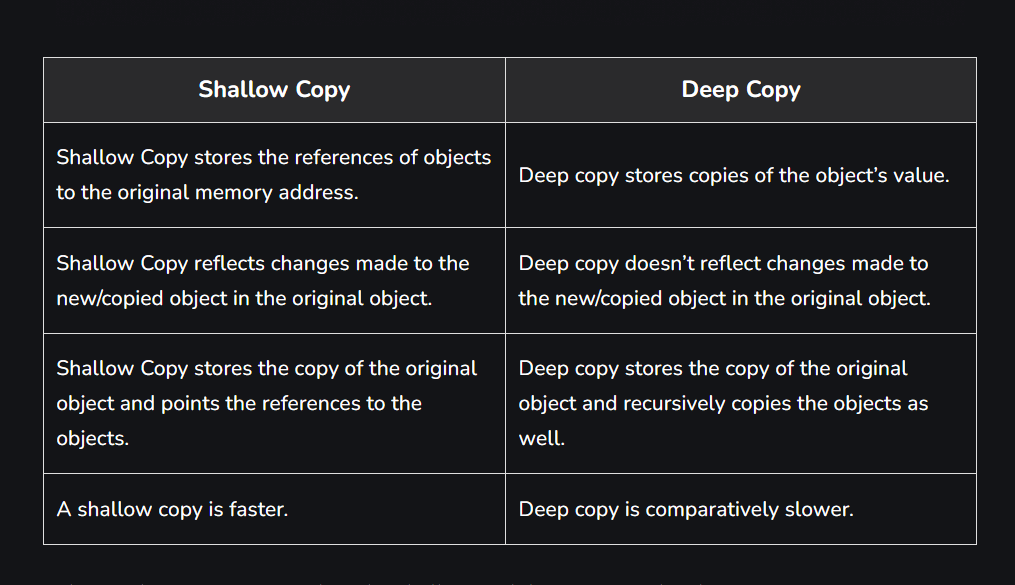 Shallow Copy
Deep Copy
Shallow Copy stores the references of objects
to the original memory address.
Deep copy stores copies of the object’s value.
Shallow Copy reflects changes made to the
new/copied object in the original object.
Deep copy doesn’t reflect changes made to
the new/copied object in the original object.
Shallow Copy stores the copy of the original
object and points the references to the
objects.
Deep copy stores the copy of the original
object and recursively copies the objects as
well.
A shallow copy is faster.
Deep copy is comparatively slower.